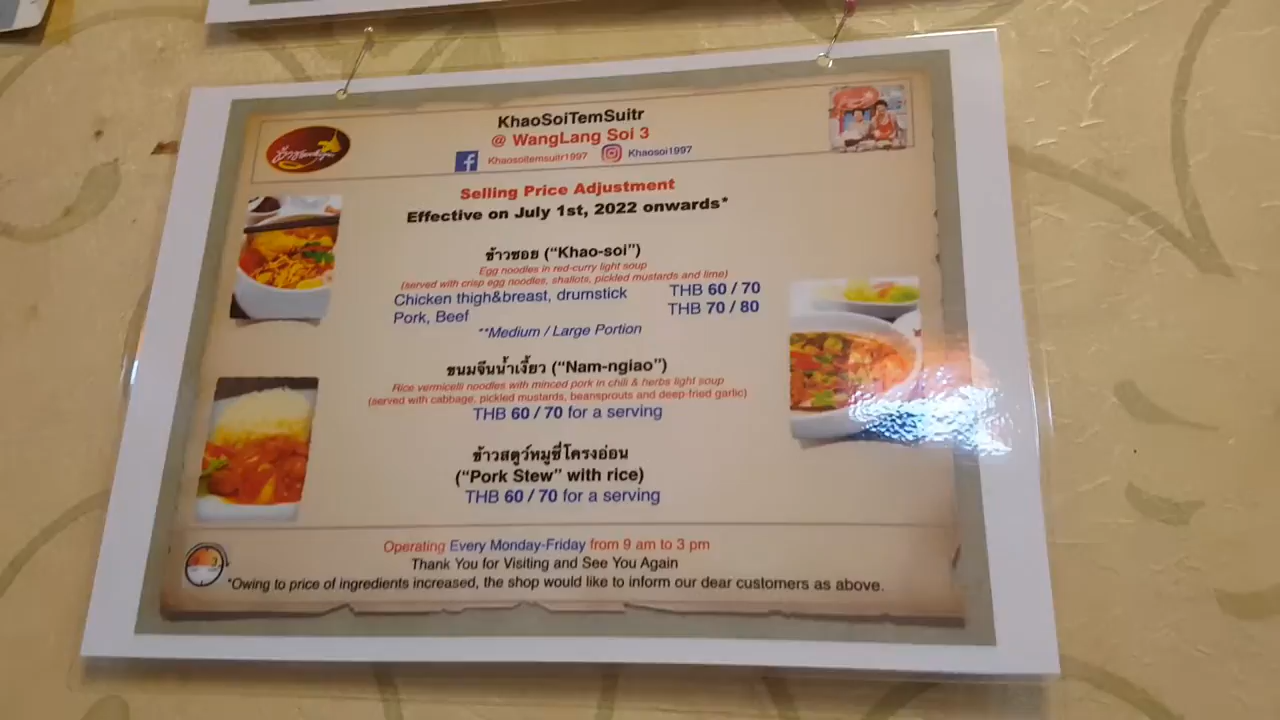 KhaoSoiTemSuitr
@ WangLang Soi 3
Khaosoitemsuitr1997 Khaosoi1997
Selling Price Adjustment
Effective on July 1st, 2022 onwards*
ข้าวซอย ("Khao-soi")
Egg noodles in red-curry light soup
(served with crisp egg noodles, shallots, pickled mustards and lime)
Chicken thigh&breast, drumstick THB 60 / 70
Pork, Beef THB 70 / 80
**Medium / Large Portion
ขนมจีนน้ำเงี้ยว ("Nam-ngiao")
Rice vermicelli noodles with minced pork in chili & herbs light soup
(served with cabbage, pickled mustards, beansprouts and deep-fried garlic)
THB 60 / 70 for a serving
ข้าวสตูว์หมูซี่โครงอ่อน
("Pork Stew" with rice)
THB 60 / 70 for a serving
Operating Every Monday-Friday from 9 am to 3 pm
Thank You for Visiting and See You Again
*Owing to price of ingredients increased, the shop would like to inform our dear customers as above.